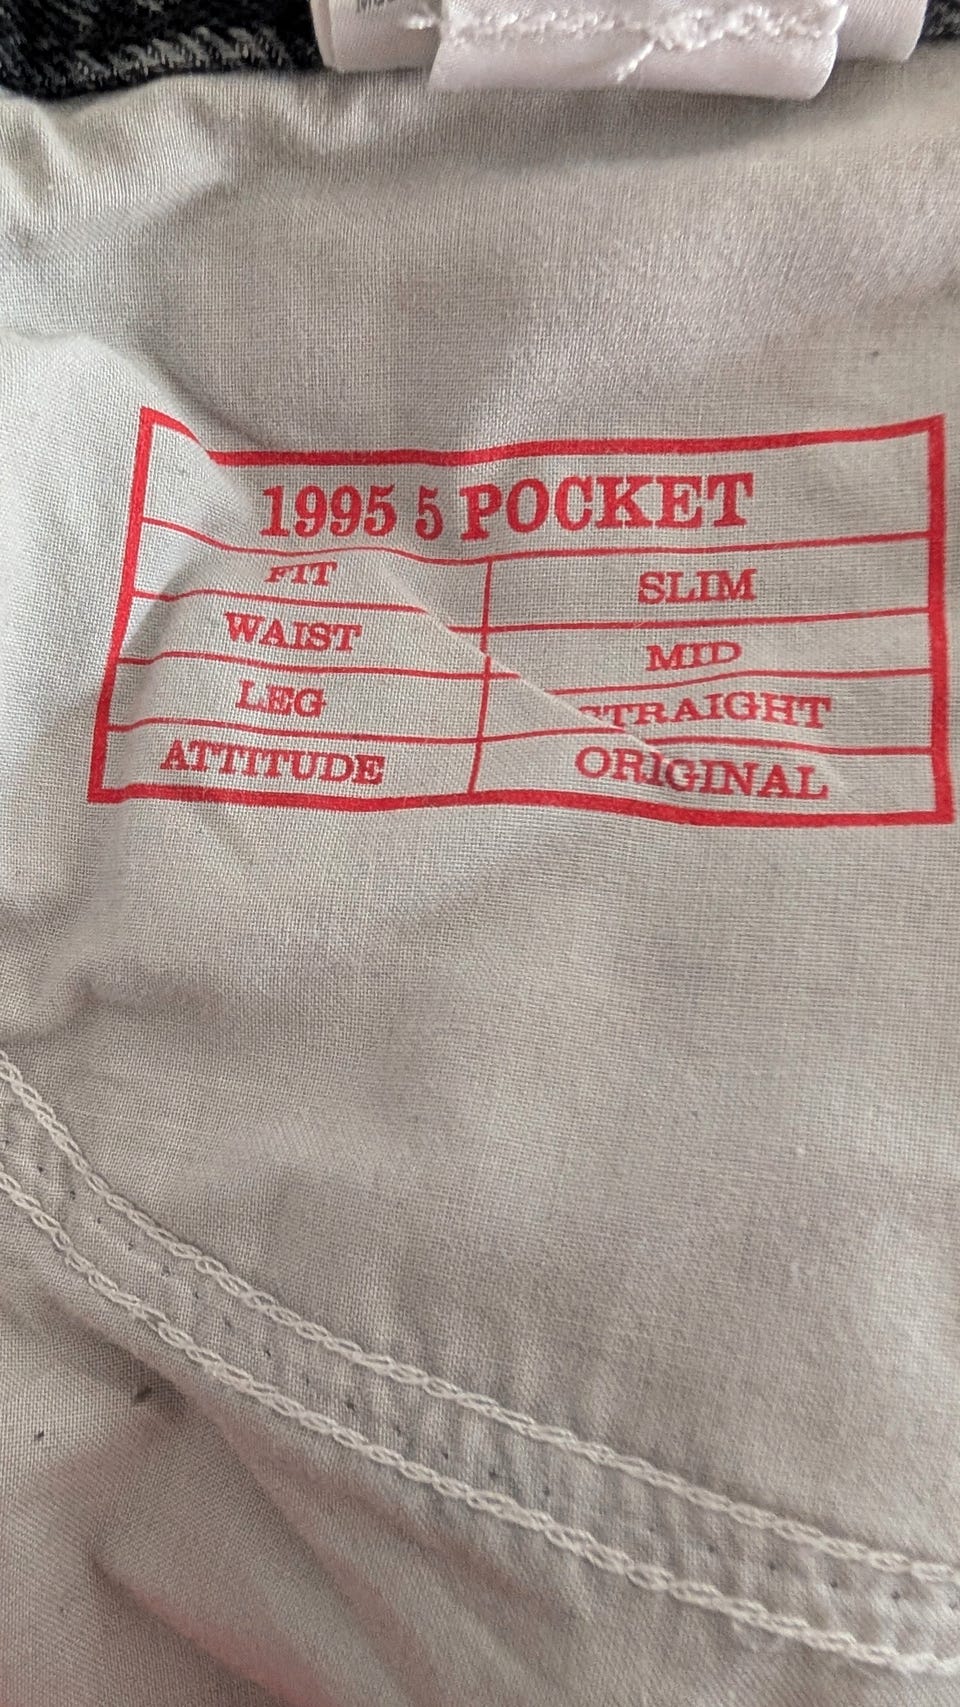 1995 5 POCKET
FIT SLIM
WAIST MID
LEG STRAIGHT
ATTITUDE ORIGINAL